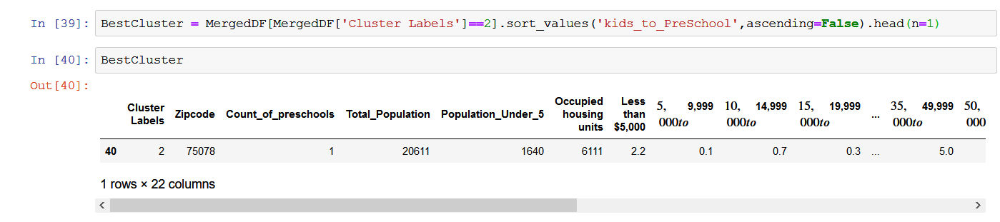 In [39]: BestCluster = MergedDF[MergedDF['Cluster Labels']==2].sort_values('kids_to_PreSchool',ascending=False).head(n=1)
In [40]: BestCluster
Out[40]:
Cluster Labels Zipcode Count_of_preschools Total_Population Population_Under_5 Occupied housing units Less than $5,000 5, 000to 9,999 10, 000to 14,999 15, 000to 19,999 ... 35, 000to 49,999 50, 000
40 2 75078 1 20611 1640 6111 2.2 0.1 0.7 0.3 ... 5.0
1 rows × 22 columns